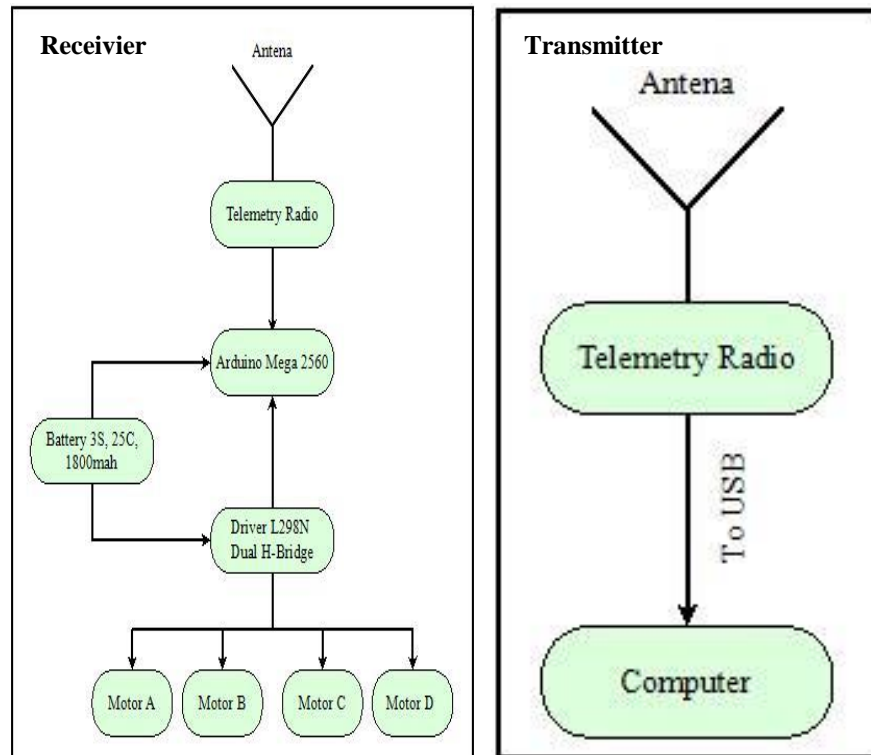 Receivier
Antena
Telemetry Radio
Arduino Mega 2560
Battery 3S, 25C,
1800mah
Driver L298N
Dual H-Bridge
Motor A
Motor B
Motor C
Motor D
Transmitter
Antena
Telemetry Radio
To USB
Computer